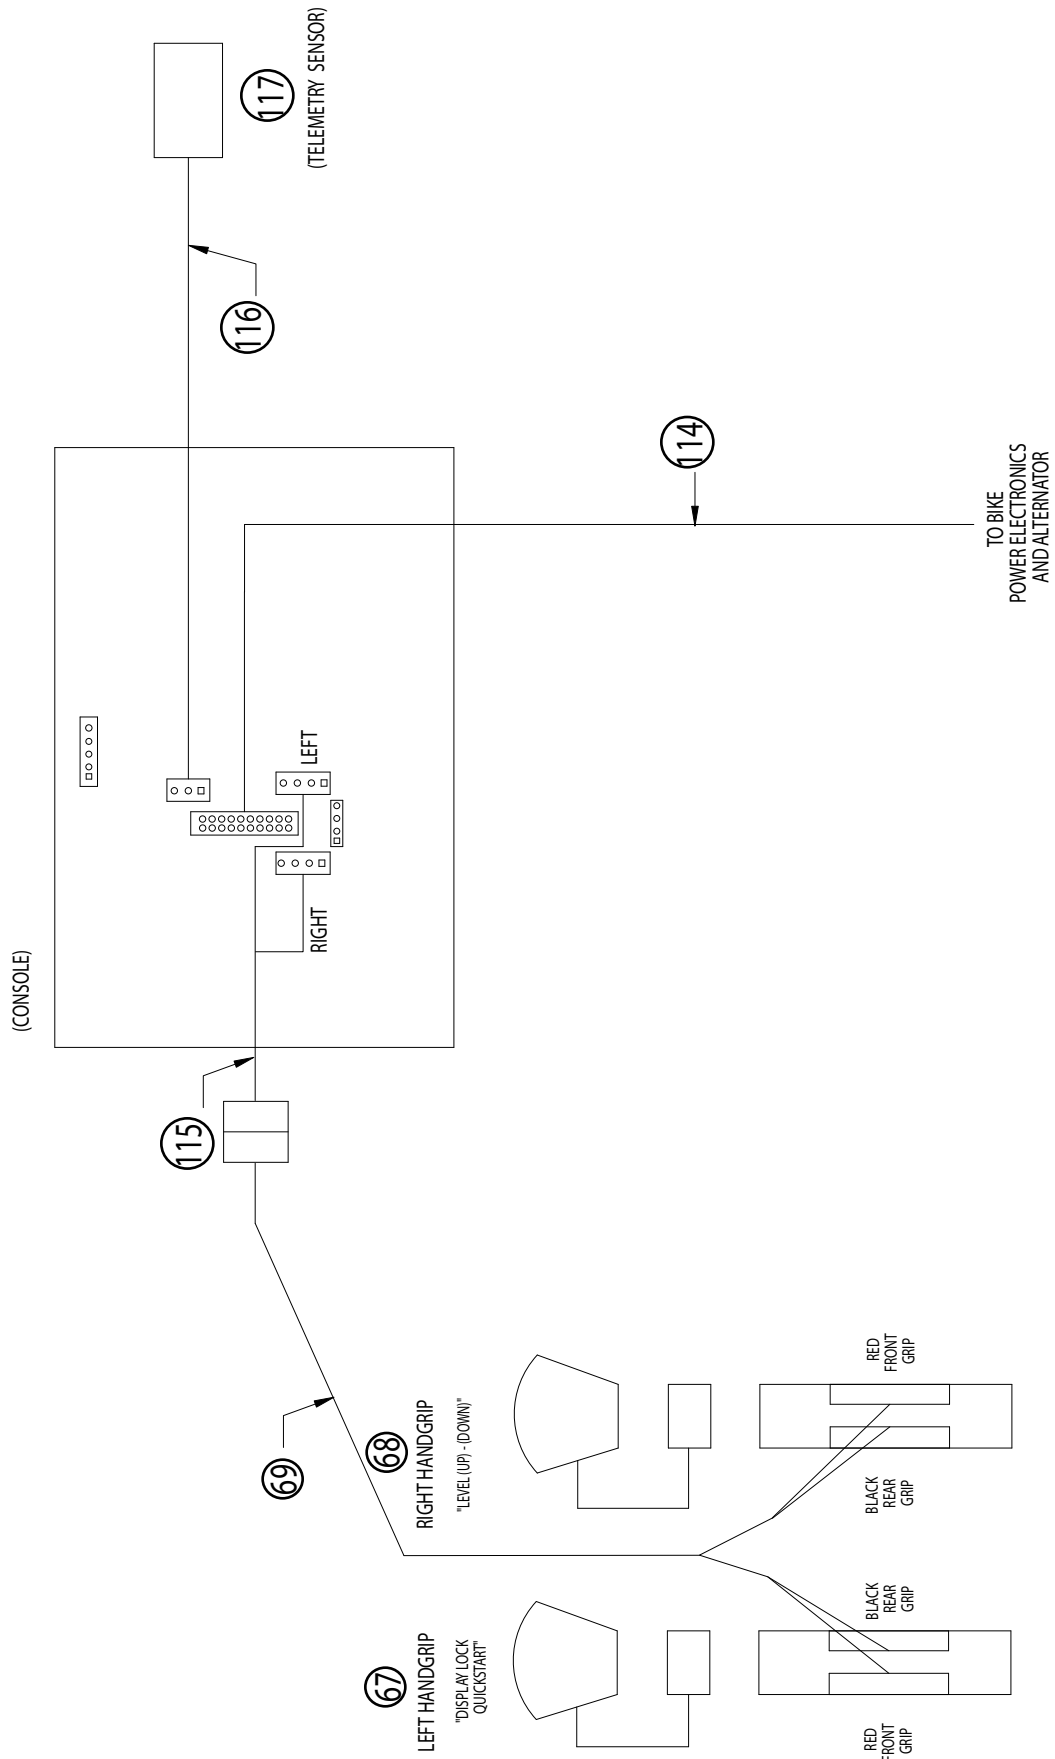 117
(TELEMETRY SENSOR)
116
114
TO BIKE
POWER ELECTRONICS
AND ALTERNATOR
LEFT
RIGHT
(CONSOLE)
115
69
68
RIGHT HANDGRIP
"LEVEL (UP) - (DOWN)"
RED
FRONT
GRIP
BLACK
REAR
GRIP
67
LEFT HANDGRIP
"DISPLAY LOCK
QUICKSTART"
BLACK
REAR
GRIP
RED
FRONT
GRIP